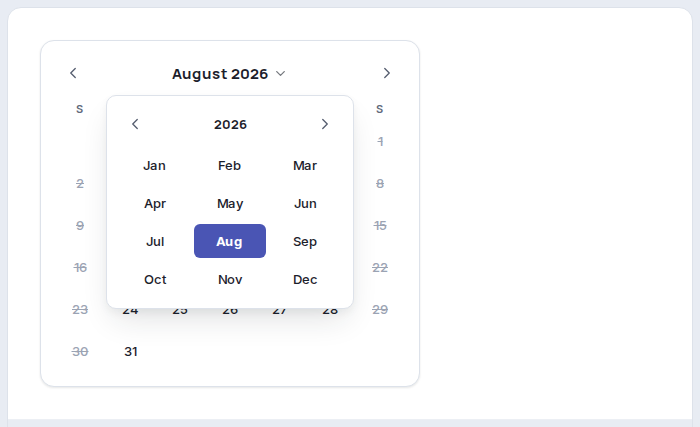 August 2026
S S
2026
1
Jan Feb Mar
2 8
Apr May Jun
9 15
Jul Aug Sep
16 22
Oct Nov Dec
23 24 25 26 27 28 29
30 31